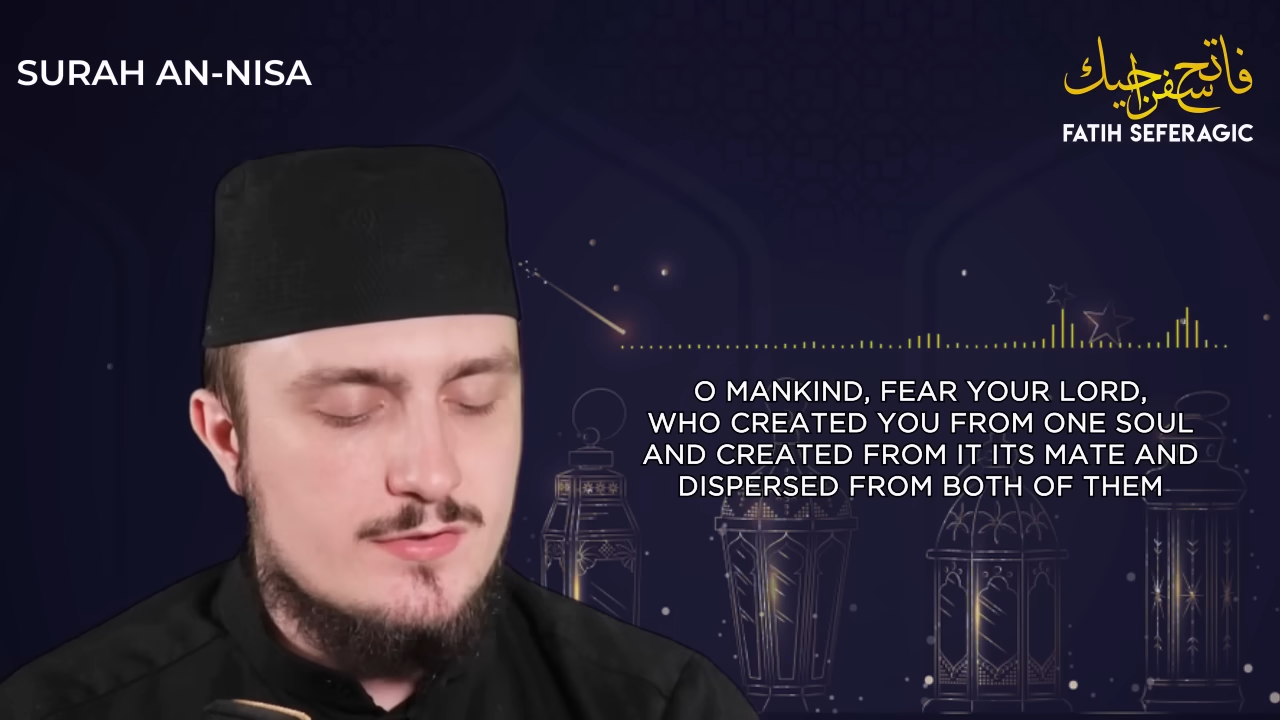 SURAH AN-NISA
فاتح سفراجيك
FATIH SEFERAGIC
O MANKIND, FEAR YOUR LORD,
WHO CREATED YOU FROM ONE SOUL
AND CREATED FROM IT ITS MATE AND
DISPERSED FROM BOTH OF THEM